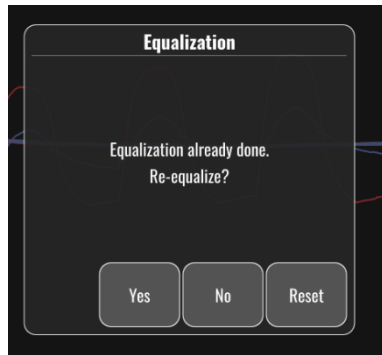 Equalization
Equalization already done.
Re-equalize?
Yes No Reset